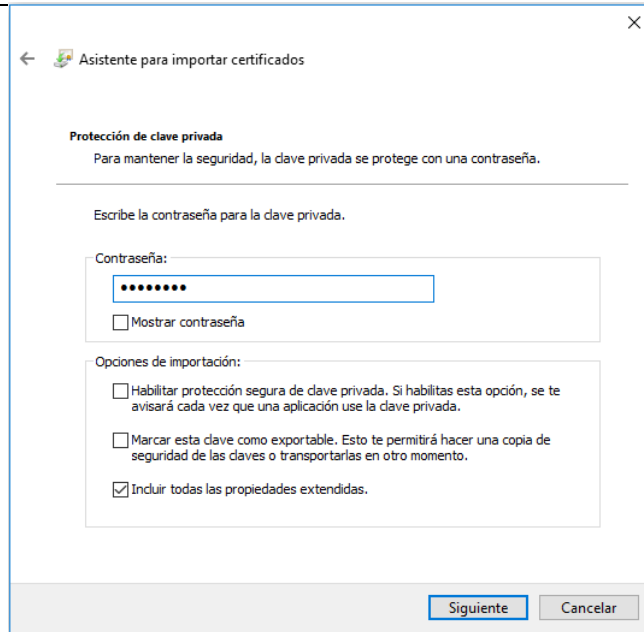 Asistente para importar certificados
Protección de clave privada
Para mantener la seguridad, la clave privada se protege con una contraseña.
Escribe la contraseña para la clave privada.
Contraseña:
••••••••
Mostrar contraseña
Opciones de importación:
Habilitar protección segura de clave privada. Si habilitas esta opción, se te
avisará cada vez que una aplicación use la clave privada.
Marcar esta clave como exportable. Esto te permitirá hacer una copia de
seguridad de las claves o transportarlas en otro momento.
Incluir todas las propiedades extendidas.
Siguiente
Cancelar